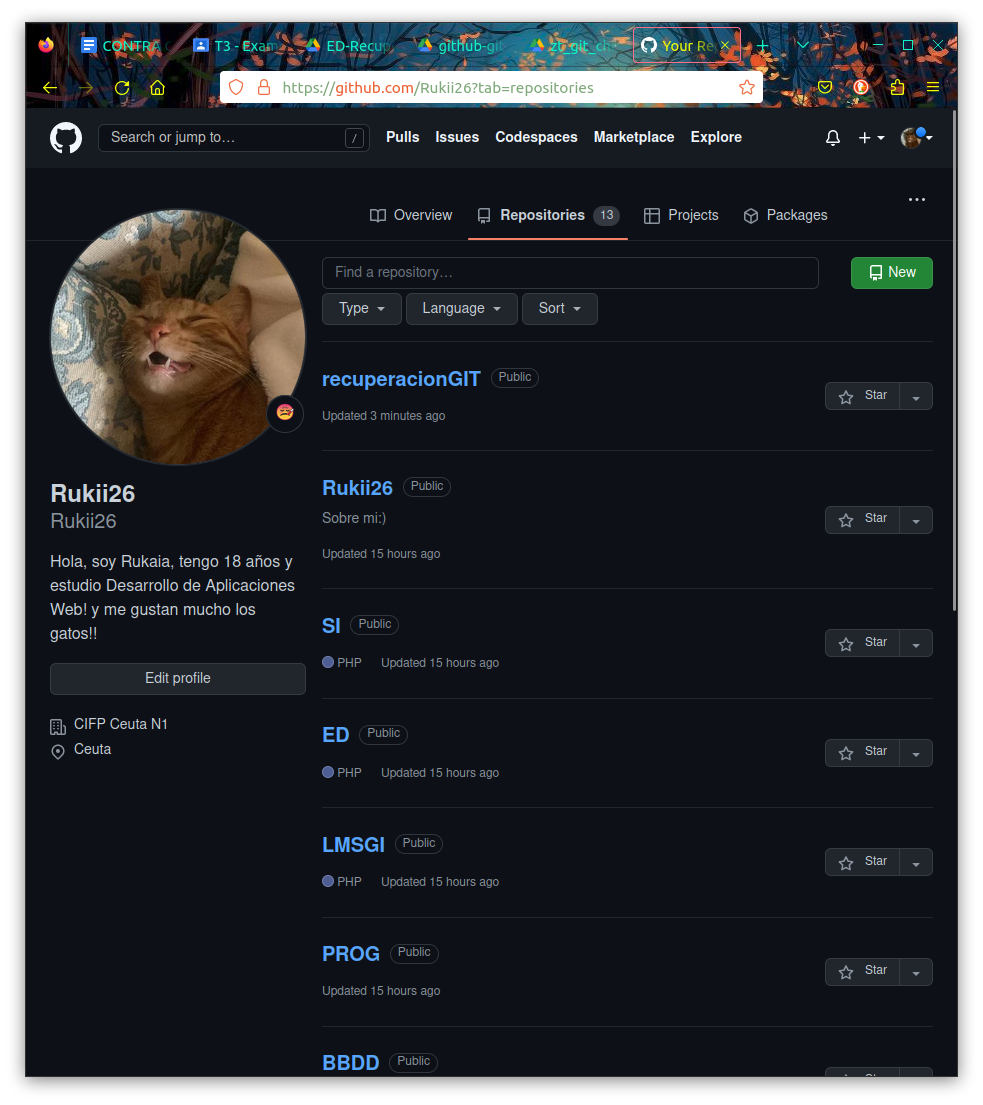 CONTRA
T3 - Exam
ED-Recup
github-git
zu_git_ch
Your Re
https://github.com/Rukii26?tab=repositories
Search or jump to…
/
Pulls
Issues
Codespaces
Marketplace
Explore
Overview
Repositories 13
Projects
Packages
Find a repository…
New
Type
Language
Sort
recuperacionGIT Public
Star
Updated 3 minutes ago
Rukii26
Rukii26
Hola, soy Rukaia, tengo 18 años y
estudio Desarrollo de Aplicaciones
Web! y me gustan mucho los
gatos!!
Edit profile
CIFP Ceuta N1
Ceuta
Rukii26 Public
Sobre mi:)
Star
Updated 15 hours ago
SI Public
Star
PHP Updated 15 hours ago
ED Public
Star
PHP Updated 15 hours ago
LMSGI Public
Star
PHP Updated 15 hours ago
PROG Public
Star
Updated 15 hours ago
BBDD Public